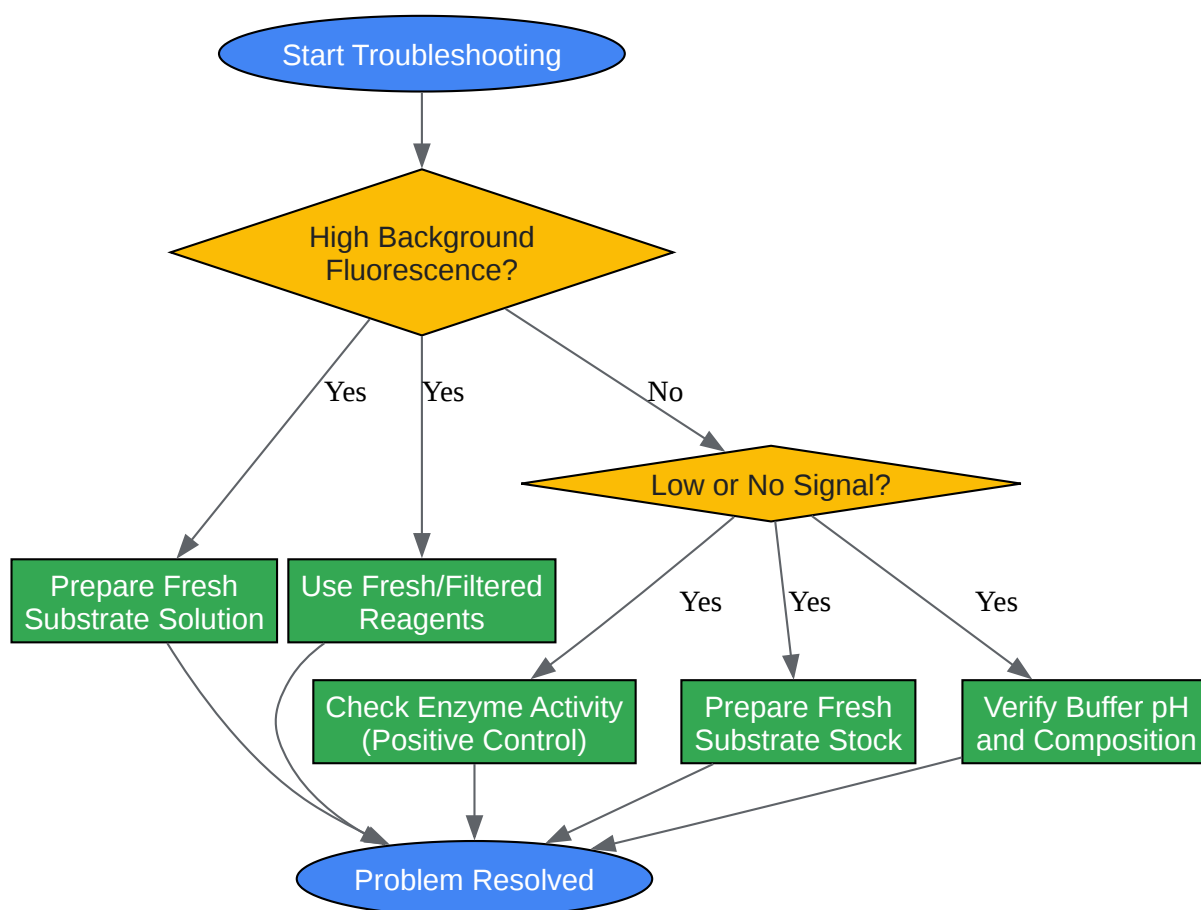 Start Troubleshooting
High Background
Fluorescence?
Yes
Yes
No
Low or No Signal?
Prepare Fresh
Substrate Solution
Use Fresh/Filtered
Reagents
Yes
Yes
Yes
Check Enzyme Activity
(Positive Control)
Prepare Fresh
Substrate Stock
Verify Buffer pH
and Composition
Problem Resolved